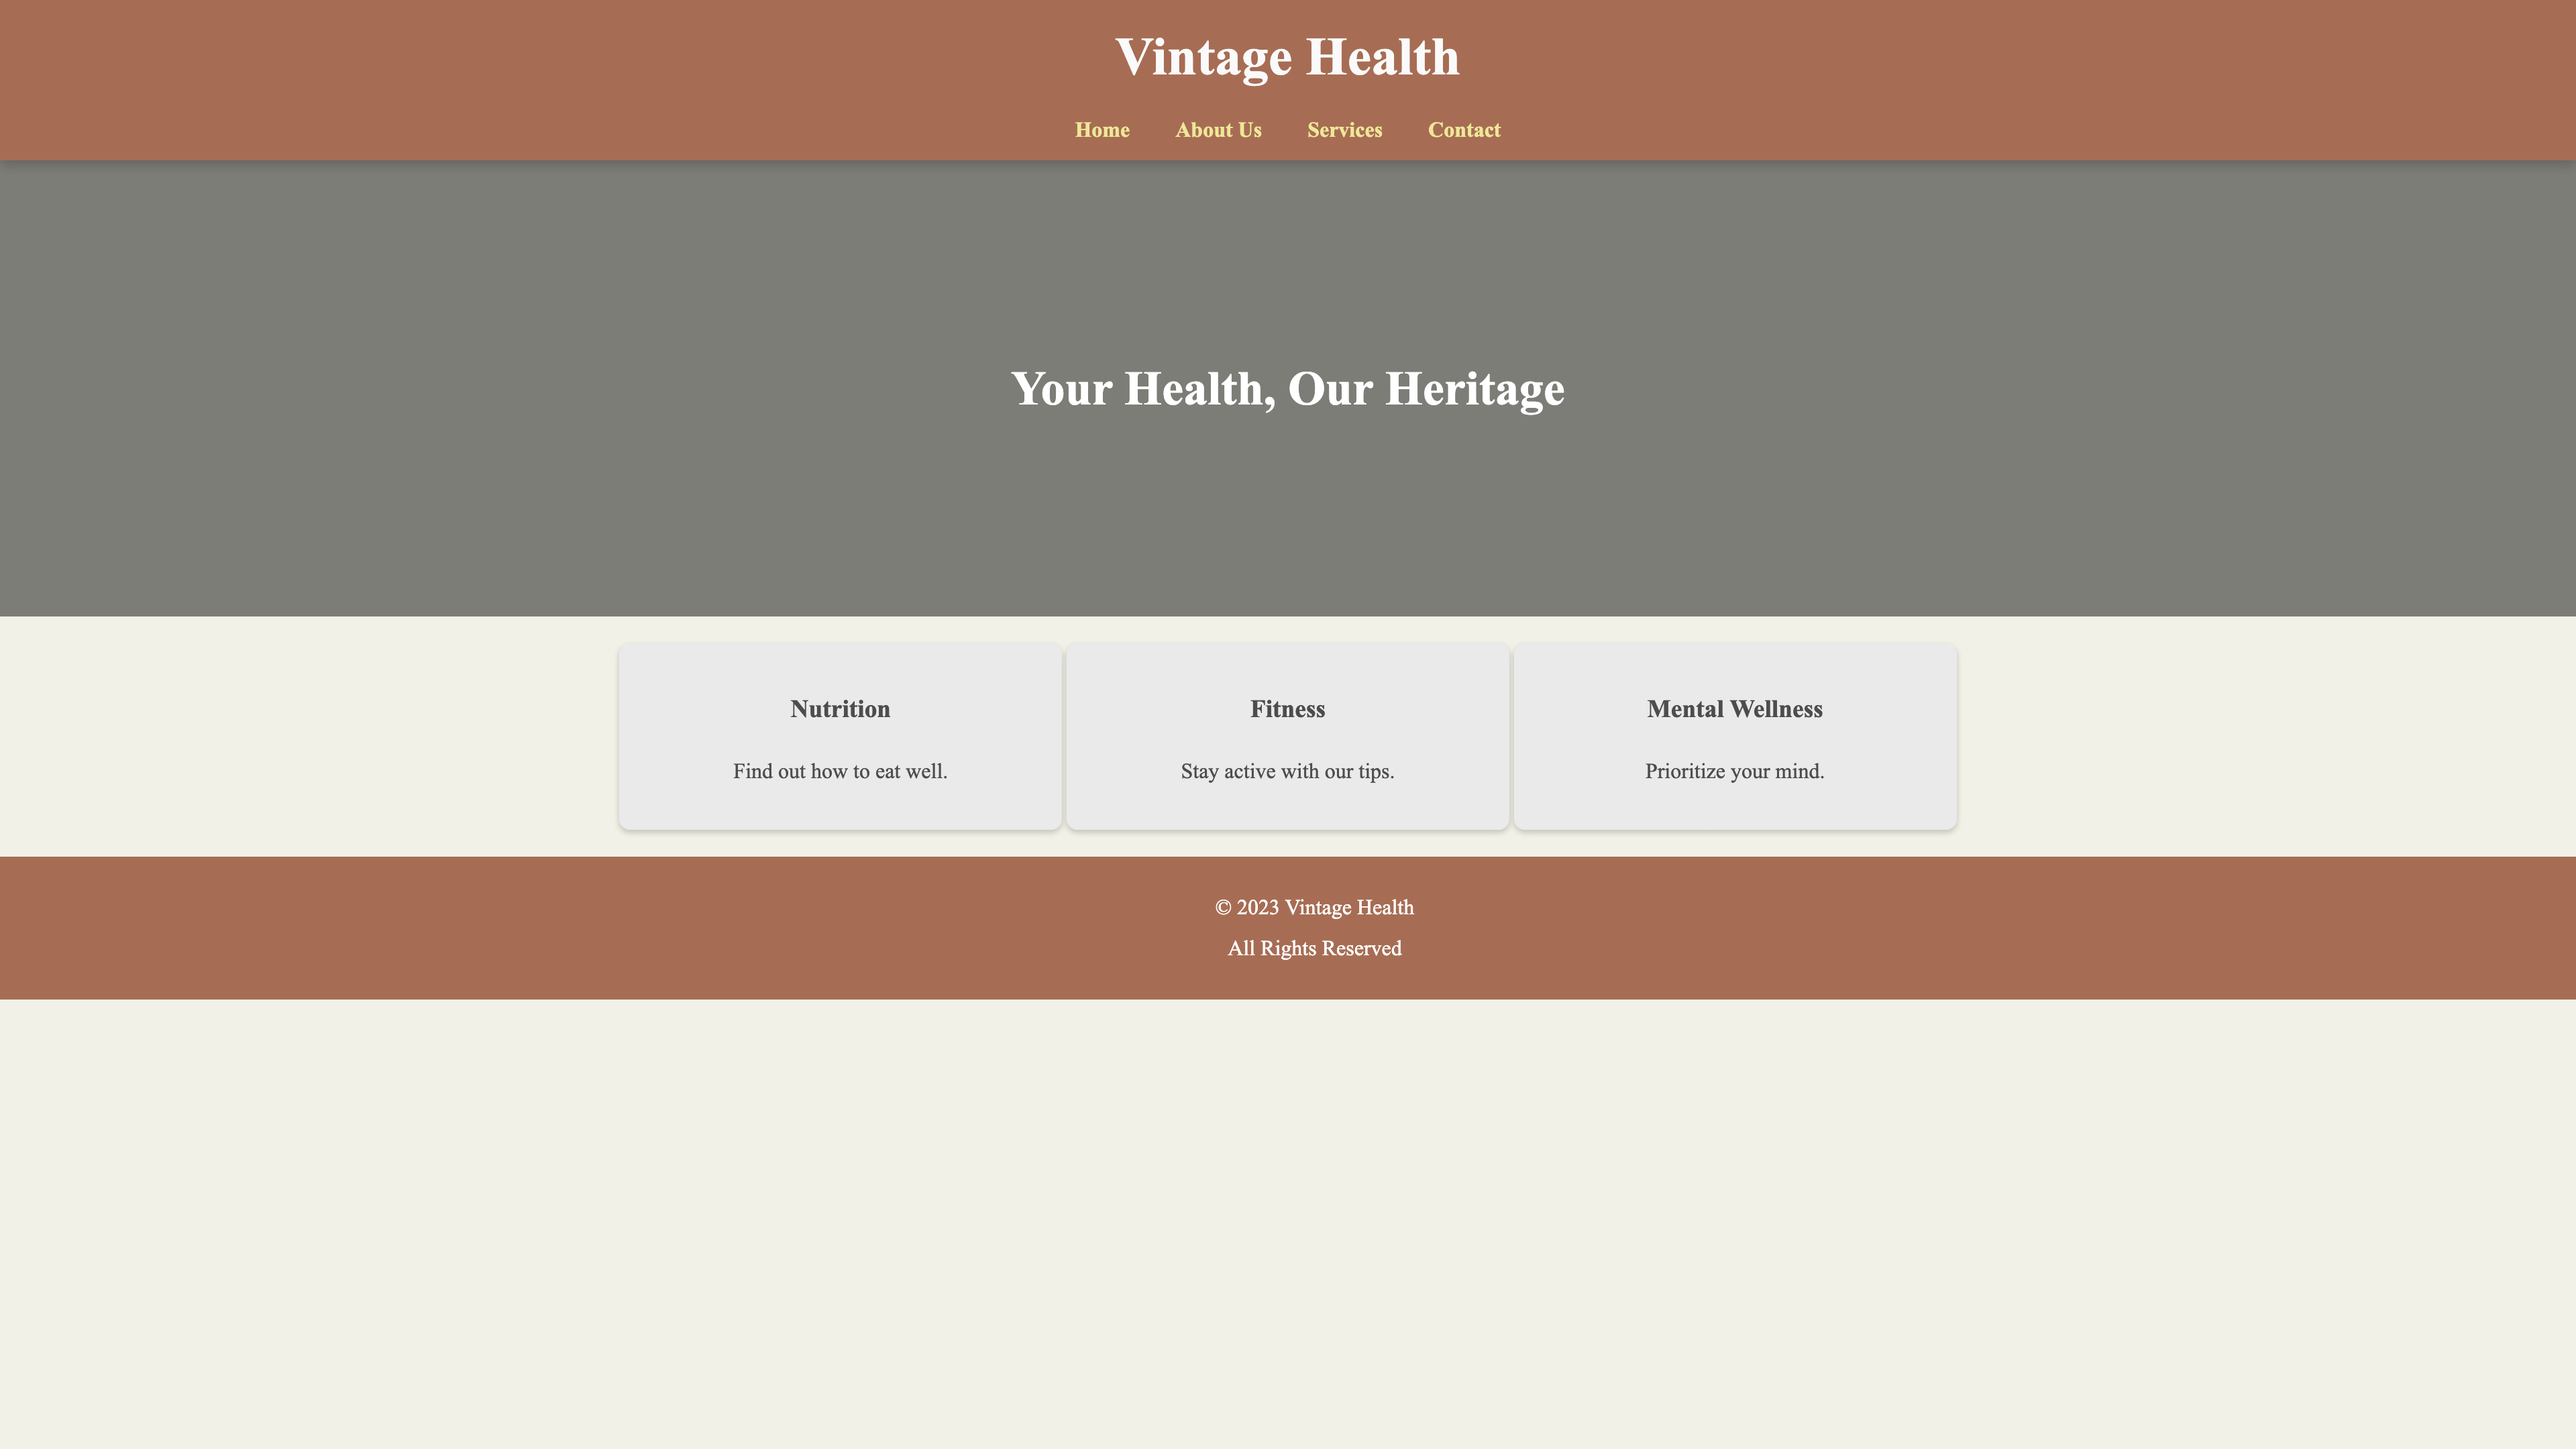 Vintage Health
Home About Us Services Contact
Your Health, Our Heritage
Nutrition Fitness Mental Wellness
Find out how to eat well. Stay active with our tips. Prioritize your mind.
© 2023 Vintage Health
All Rights Reserved